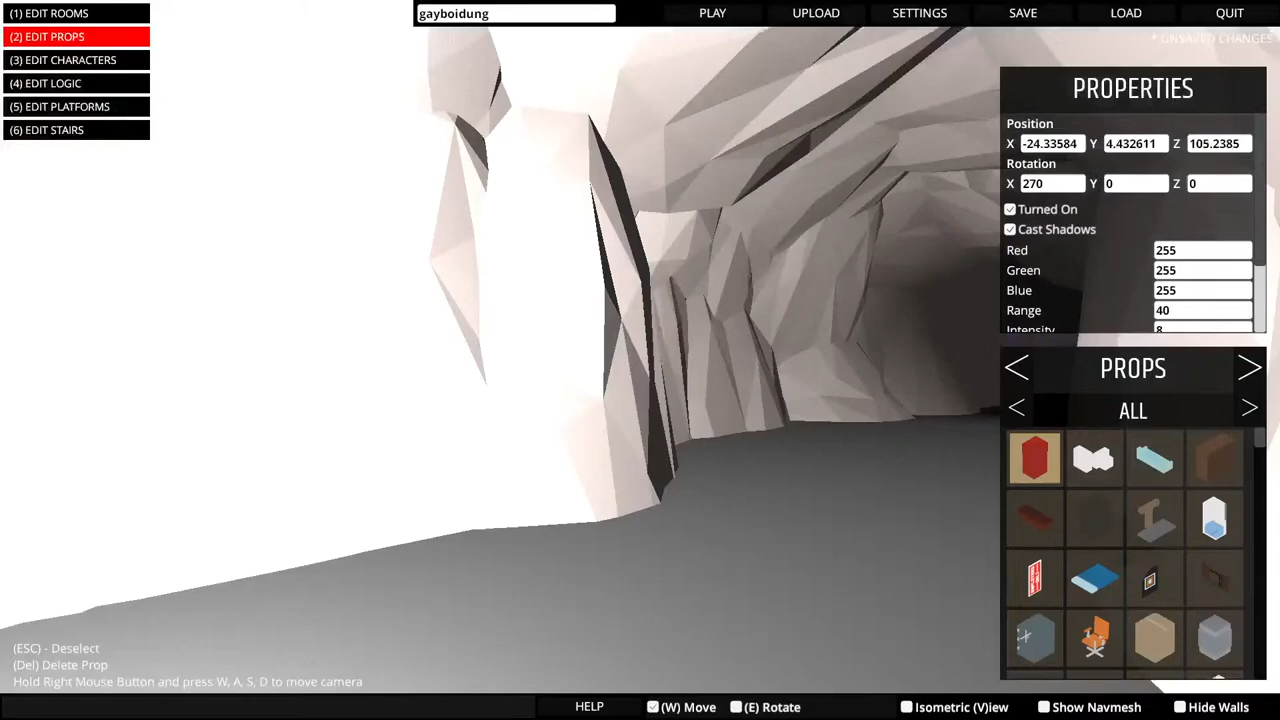 (1) EDIT ROOMS
(2) EDIT PROPS
(3) EDIT CHARACTERS
(4) EDIT LOGIC
(5) EDIT PLATFORMS
(6) EDIT STAIRS
gayboidung
PLAY UPLOAD SETTINGS SAVE LOAD QUIT
* UNSAVED CHANGES
PROPERTIES
Position
X -24.33584 Y 4.432611 Z 105.2385
Rotation
X 270 Y 0 Z 0
Turned On
Cast Shadows
Red 255
Green 255
Blue 255
Range 40
Intensity 8
< PROPS >
< ALL >
(ESC) - Deselect
(Del) Delete Prop
Hold Right Mouse Button and press W, A, S, D to move camera
HELP (W) Move (E) Rotate Isometric (V)iew Show Navmesh Hide Walls